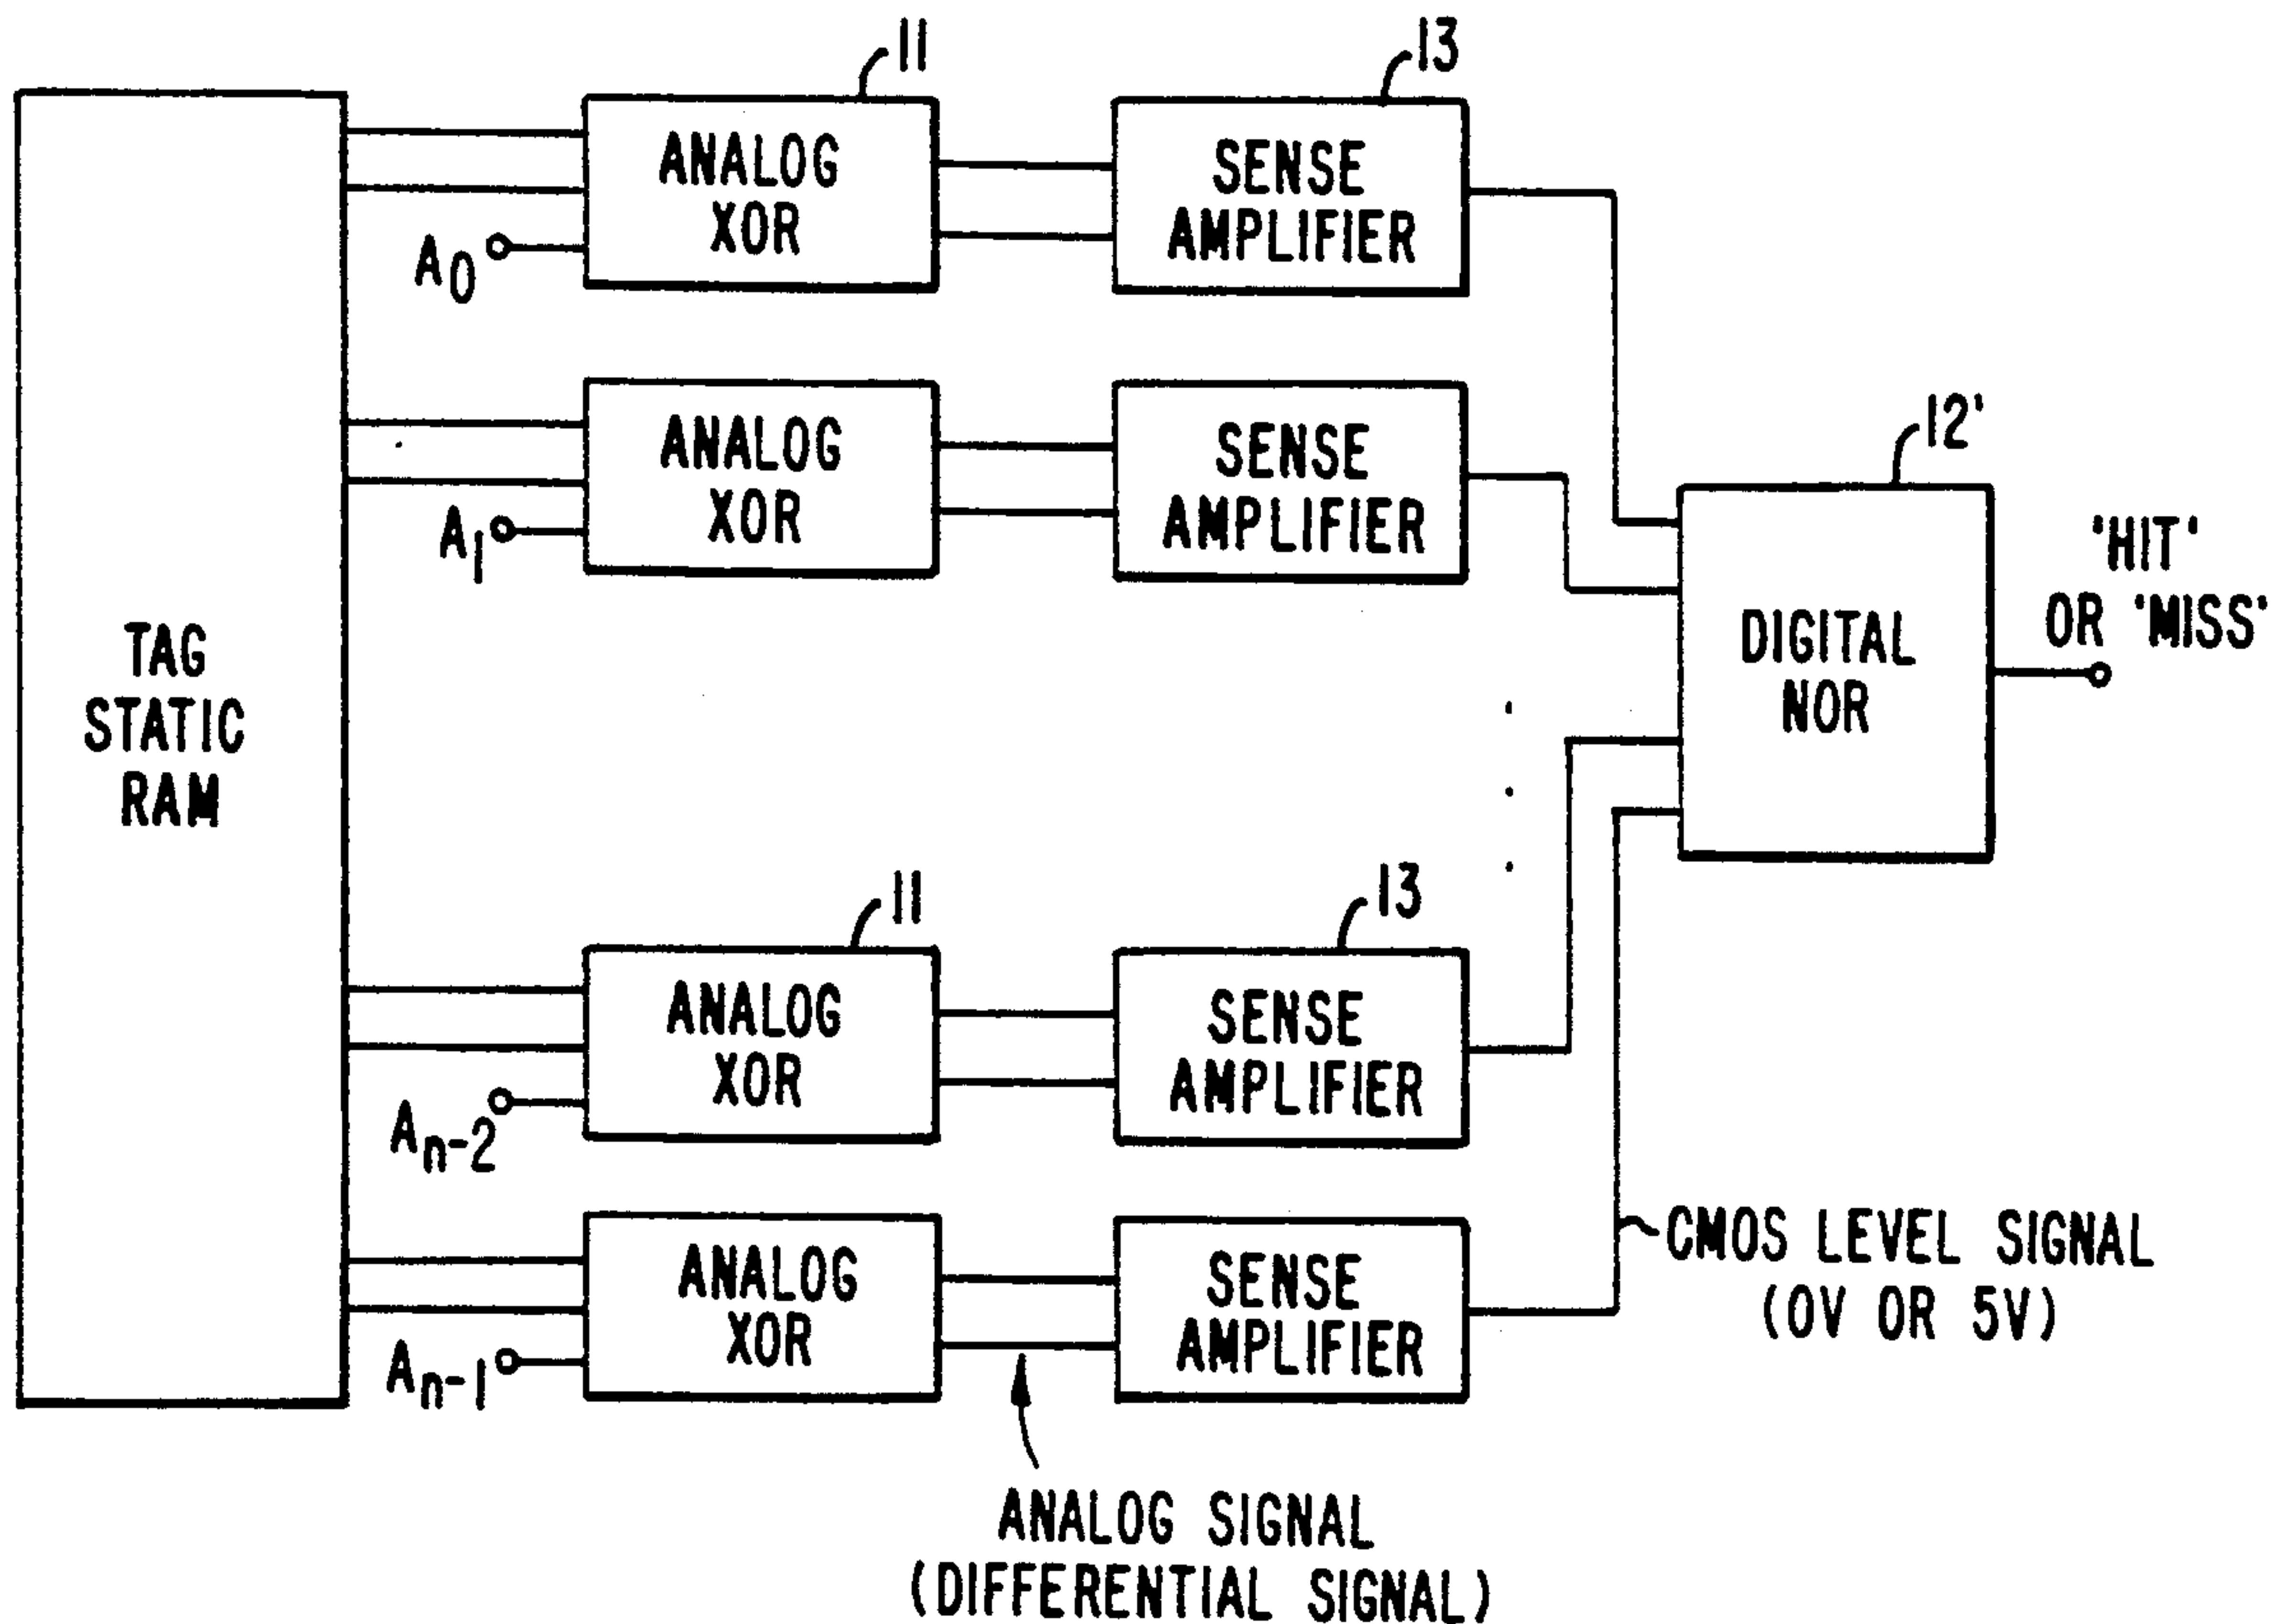 11
13
ANALOG
XOR
SENSE
AMPLIFIER
A0
ANALOG
XOR
SENSE
AMPLIFIER
A1
12'
'HIT'
OR 'MISS'
DIGITAL
NOR
TAG
STATIC
RAM
11
13
ANALOG
XOR
SENSE
AMPLIFIER
An-2
ANALOG
XOR
SENSE
AMPLIFIER
An-1
CMOS LEVEL SIGNAL
(0V OR 5V)
ANALOG SIGNAL
(DIFFERENTIAL SIGNAL)